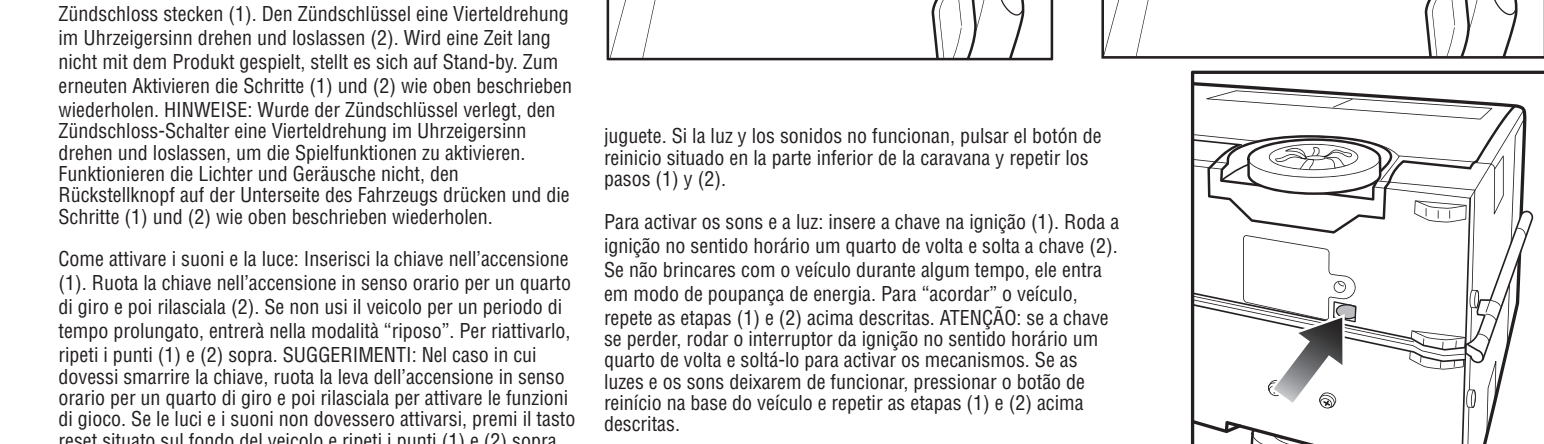 Zündschloss stecken (1). Den Zündschlüssel eine Vierteldrehung
im Uhrzeigersinn drehen und loslassen (2). Wird eine Zeit lang
nicht mit dem Produkt gespielt, stellt es sich auf Stand-by. Zum
erneuten Aktivieren die Schritte (1) und (2) wie oben beschrieben
wiederholen. HINWEISE: Wurde der Zündschlüssel verlegt, den
Zündschloss-Schalter eine Vierteldrehung im Uhrzeigersinn
drehen und loslassen, um die Spielfunktionen zu aktivieren.
Funktionieren die Lichter und Geräusche nicht, den
Rückstellknopf auf der Unterseite des Fahrzeugs drücken und die
Schritte (1) und (2) wie oben beschrieben wiederholen.
Come attivare i suoni e la luce: Inserisci la chiave nell'accensione
(1). Ruota la chiave nell'accensione in senso orario per un quarto
di giro e poi rilasciala (2). Se non usi il veicolo per un periodo di
tempo prolungato, entrerà nella modalità “riposo”. Per riattivarlo,
ripeti i punti (1) e (2) sopra. SUGGERIMENTI: Nel caso in cui
dovessi smarrire la chiave, ruota la leva dell'accensione in senso
orario per un quarto di giro e poi rilasciala per attivare le funzioni
di gioco. Se le luci e i suoni non dovessero attivarsi, premi il tasto
reset situato sul fondo del veicolo e ripeti i punti (1) e (2) sopra.
juguete. Si la luz y los sonidos no funcionan, pulsar el botón de
reinicio situado en la parte inferior de la caravana y repetir los
pasos (1) y (2).
Para activar os sons e a luz: insere a chave na ignição (1). Roda a
ignição no sentido horário um quarto de volta e solta a chave (2).
Se não brincares com o veículo durante algum tempo, ele entra
em modo de poupança de energia. Para “acordar” o veículo,
repete as etapas (1) e (2) acima descritas. ATENÇÃO: se a chave
se perder, rodar o interruptor da ignição no sentido horário um
quarto de volta e soltá-lo para activar os mecanismos. Se as
luzes e os sons deixarem de funcionar, pressionar o botão de
reinício na base do veículo e repetir as etapas (1) e (2) acima
descritas.